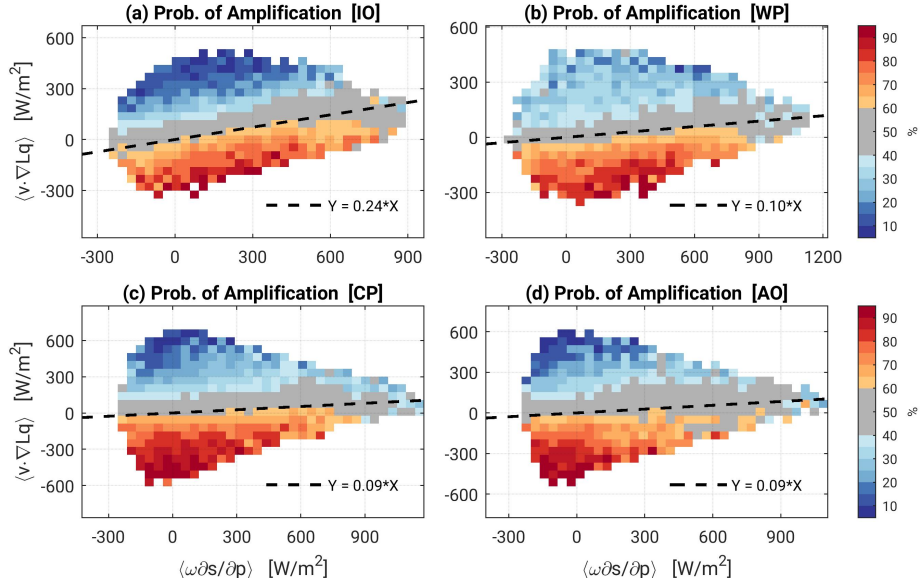 (a) Prob. of Amplification [IO]
(b) Prob. of Amplification [WP]
600
300
0
-300
⟨v·∇Lq⟩ [W/m²]
Y = 0.24*X
-300 0 300 600 900
600
300
0
-300
Y = 0.10*X
-300 0 300 600 900 1200
90
80
70
60
50
40
30
20
10
%
(c) Prob. of Amplification [CP]
(d) Prob. of Amplification [AO]
600
300
0
-300
-600
⟨v·∇Lq⟩ [W/m²]
Y = 0.09*X
-300 0 300 600 900
⟨ω∂s/∂p⟩ [W/m²]
600
300
0
-300
-600
Y = 0.09*X
-300 0 300 600 900
⟨ω∂s/∂p⟩ [W/m²]
90
80
70
60
50
40
30
20
10
%